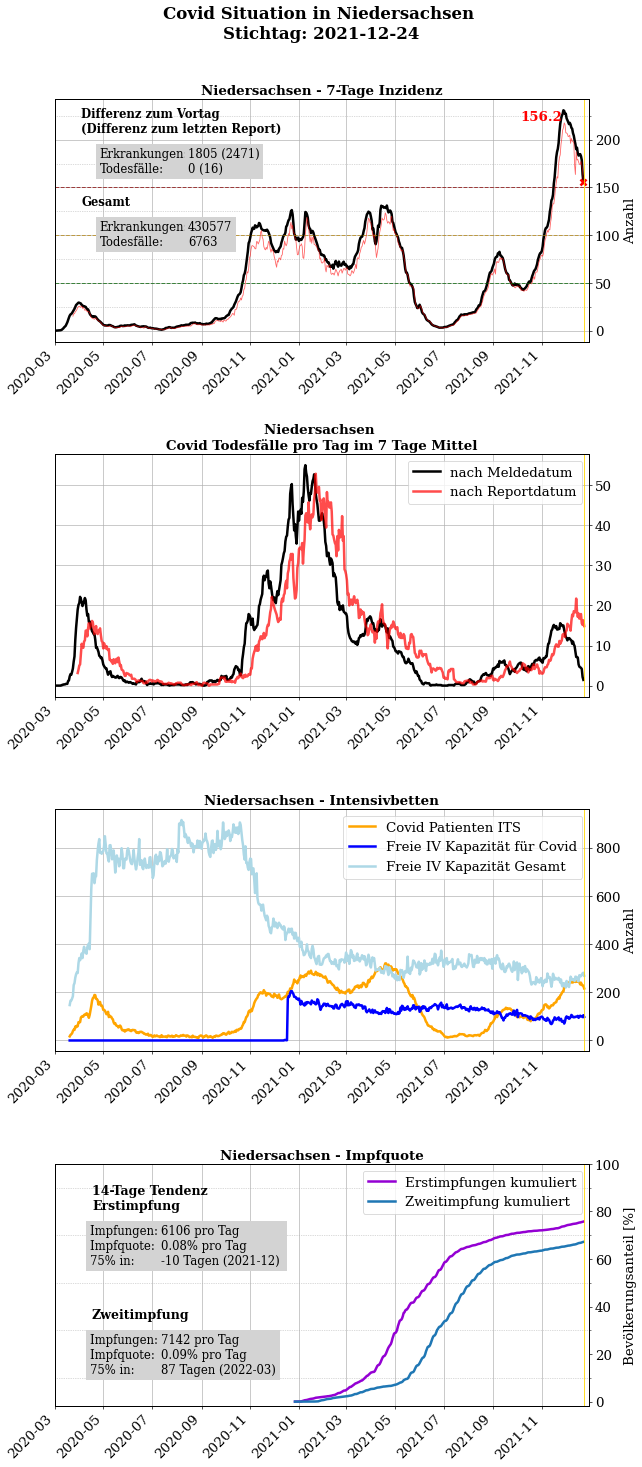 Covid Situation in Niedersachsen
Stichtag: 2021-12-24
Niedersachsen - 7-Tage Inzidenz
Differenz zum Vortag
(Differenz zum letzten Report)
Erkrankungen 1805 (2471)
Todesfälle: 0 (16)
Gesamt
Erkrankungen 430577
Todesfälle: 6763
156.2
200
150
100
50
0
Anzahl
2020-03
2020-05
2020-07
2020-09
2020-11
2021-01
2021-03
2021-05
2021-07
2021-09
2021-11
Niedersachsen
Covid Todesfälle pro Tag im 7 Tage Mittel
nach Meldedatum
nach Reportdatum
50
40
30
20
10
0
2020-03
2020-05
2020-07
2020-09
2020-11
2021-01
2021-03
2021-05
2021-07
2021-09
2021-11
Niedersachsen - Intensivbetten
Covid Patienten ITS
Freie IV Kapazität für Covid
Freie IV Kapazität Gesamt
800
600
400
200
0
Anzahl
2020-03
2020-05
2020-07
2020-09
2020-11
2021-01
2021-03
2021-05
2021-07
2021-09
2021-11
Niedersachsen - Impfquote
14-Tage Tendenz
Erstimpfung
Impfungen: 6106 pro Tag
Impfquote: 0.08% pro Tag
75% in: -10 Tagen (2021-12)
Zweitimpfung
Impfungen: 7142 pro Tag
Impfquote: 0.09% pro Tag
75% in: 87 Tagen (2022-03)
Erstimpfungen kumuliert
Zweitimpfung kumuliert
100
80
60
40
20
0
Bevölkerungsanteil [%]
2020-03
2020-05
2020-07
2020-09
2020-11
2021-01
2021-03
2021-05
2021-07
2021-09
2021-11